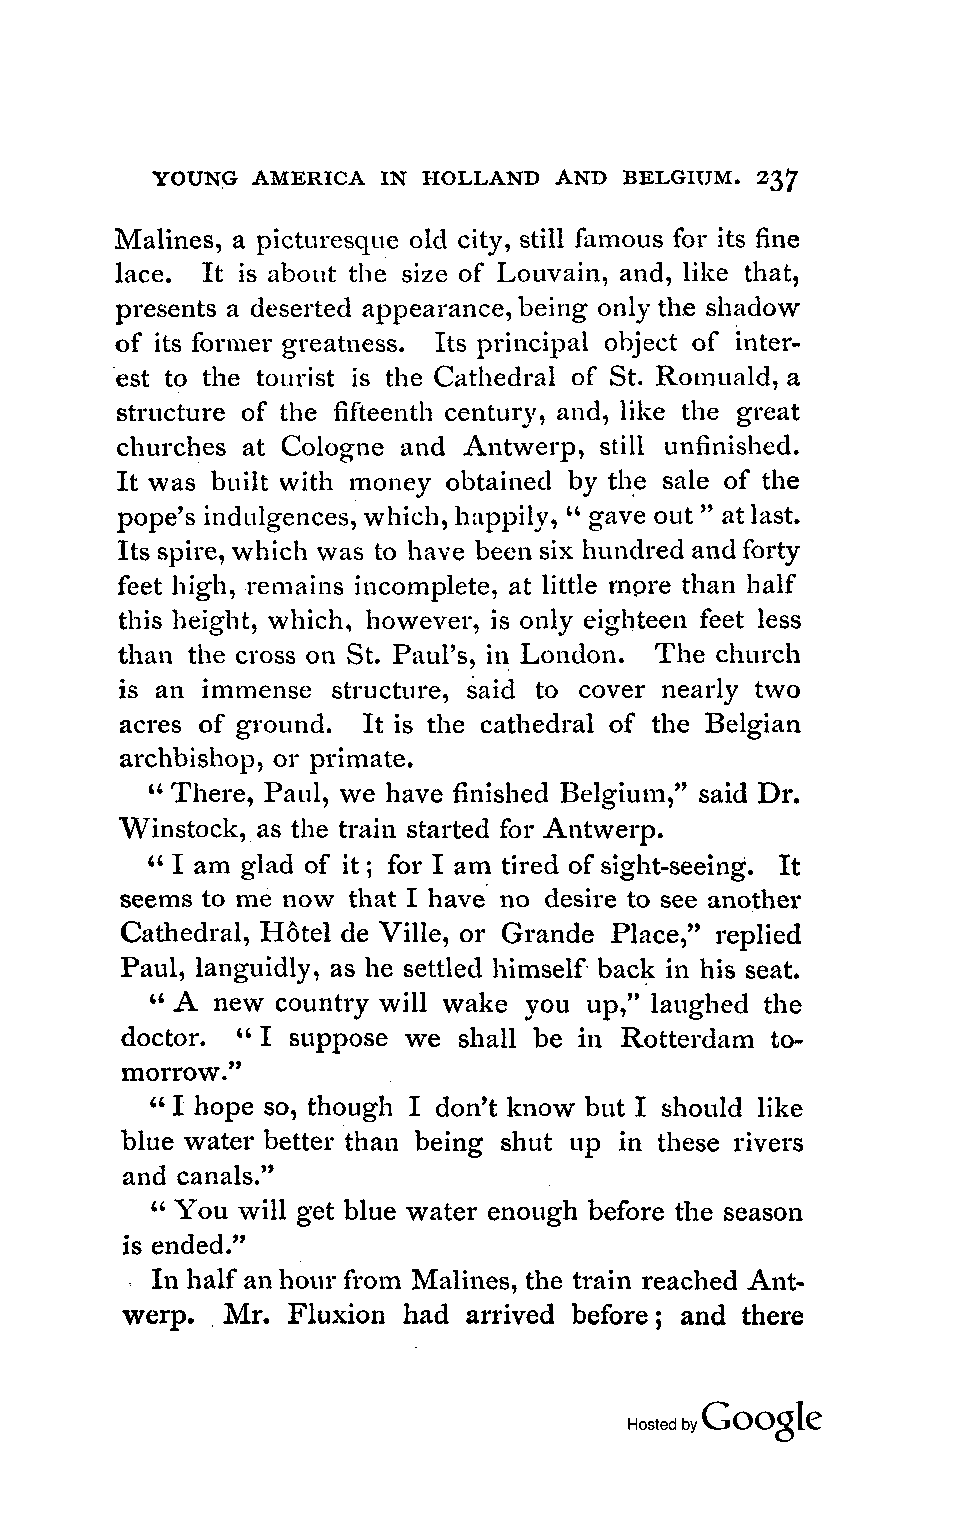 YOUNG AMERICA IN HOLLAND AND BELGIUM. 237
Malines, a picturesque old city, still famous for its fine
lace. It is about the size of Louvain, and, like that,
presents a deserted appearance, being only the shadow
of its former greatness. Its principal object of inter-
est to the tourist is the Cathedral of St. Romuald, a
structure of the fifteenth century, and, like the great
churches at Cologne and Antwerp, still unfinished.
It was built with money obtained by the sale of the
pope's indulgences, which, happily, “ gave out ” at last.
Its spire, which was to have been six hundred and forty
feet high, remains incomplete, at little more than half
this height, which, however, is only eighteen feet less
than the cross on St. Paul's, in London. The church
is an immense structure, said to cover nearly two
acres of ground. It is the cathedral of the Belgian
archbishop, or primate.
“ There, Paul, we have finished Belgium,” said Dr.
Winstock, as the train started for Antwerp.
“ I am glad of it ; for I am tired of sight-seeing. It
seems to me now that I have no desire to see another
Cathedral, Hôtel de Ville, or Grande Place,” replied
Paul, languidly, as he settled himself back in his seat.
“ A new country will wake you up,” laughed the
doctor. “ I suppose we shall be in Rotterdam to-
morrow.”
“ I hope so, though I don't know but I should like
blue water better than being shut up in these rivers
and canals.”
“ You will get blue water enough before the season
is ended.”
In half an hour from Malines, the train reached Ant-
werp. Mr. Fluxion had arrived before ; and there
Hosted by Google